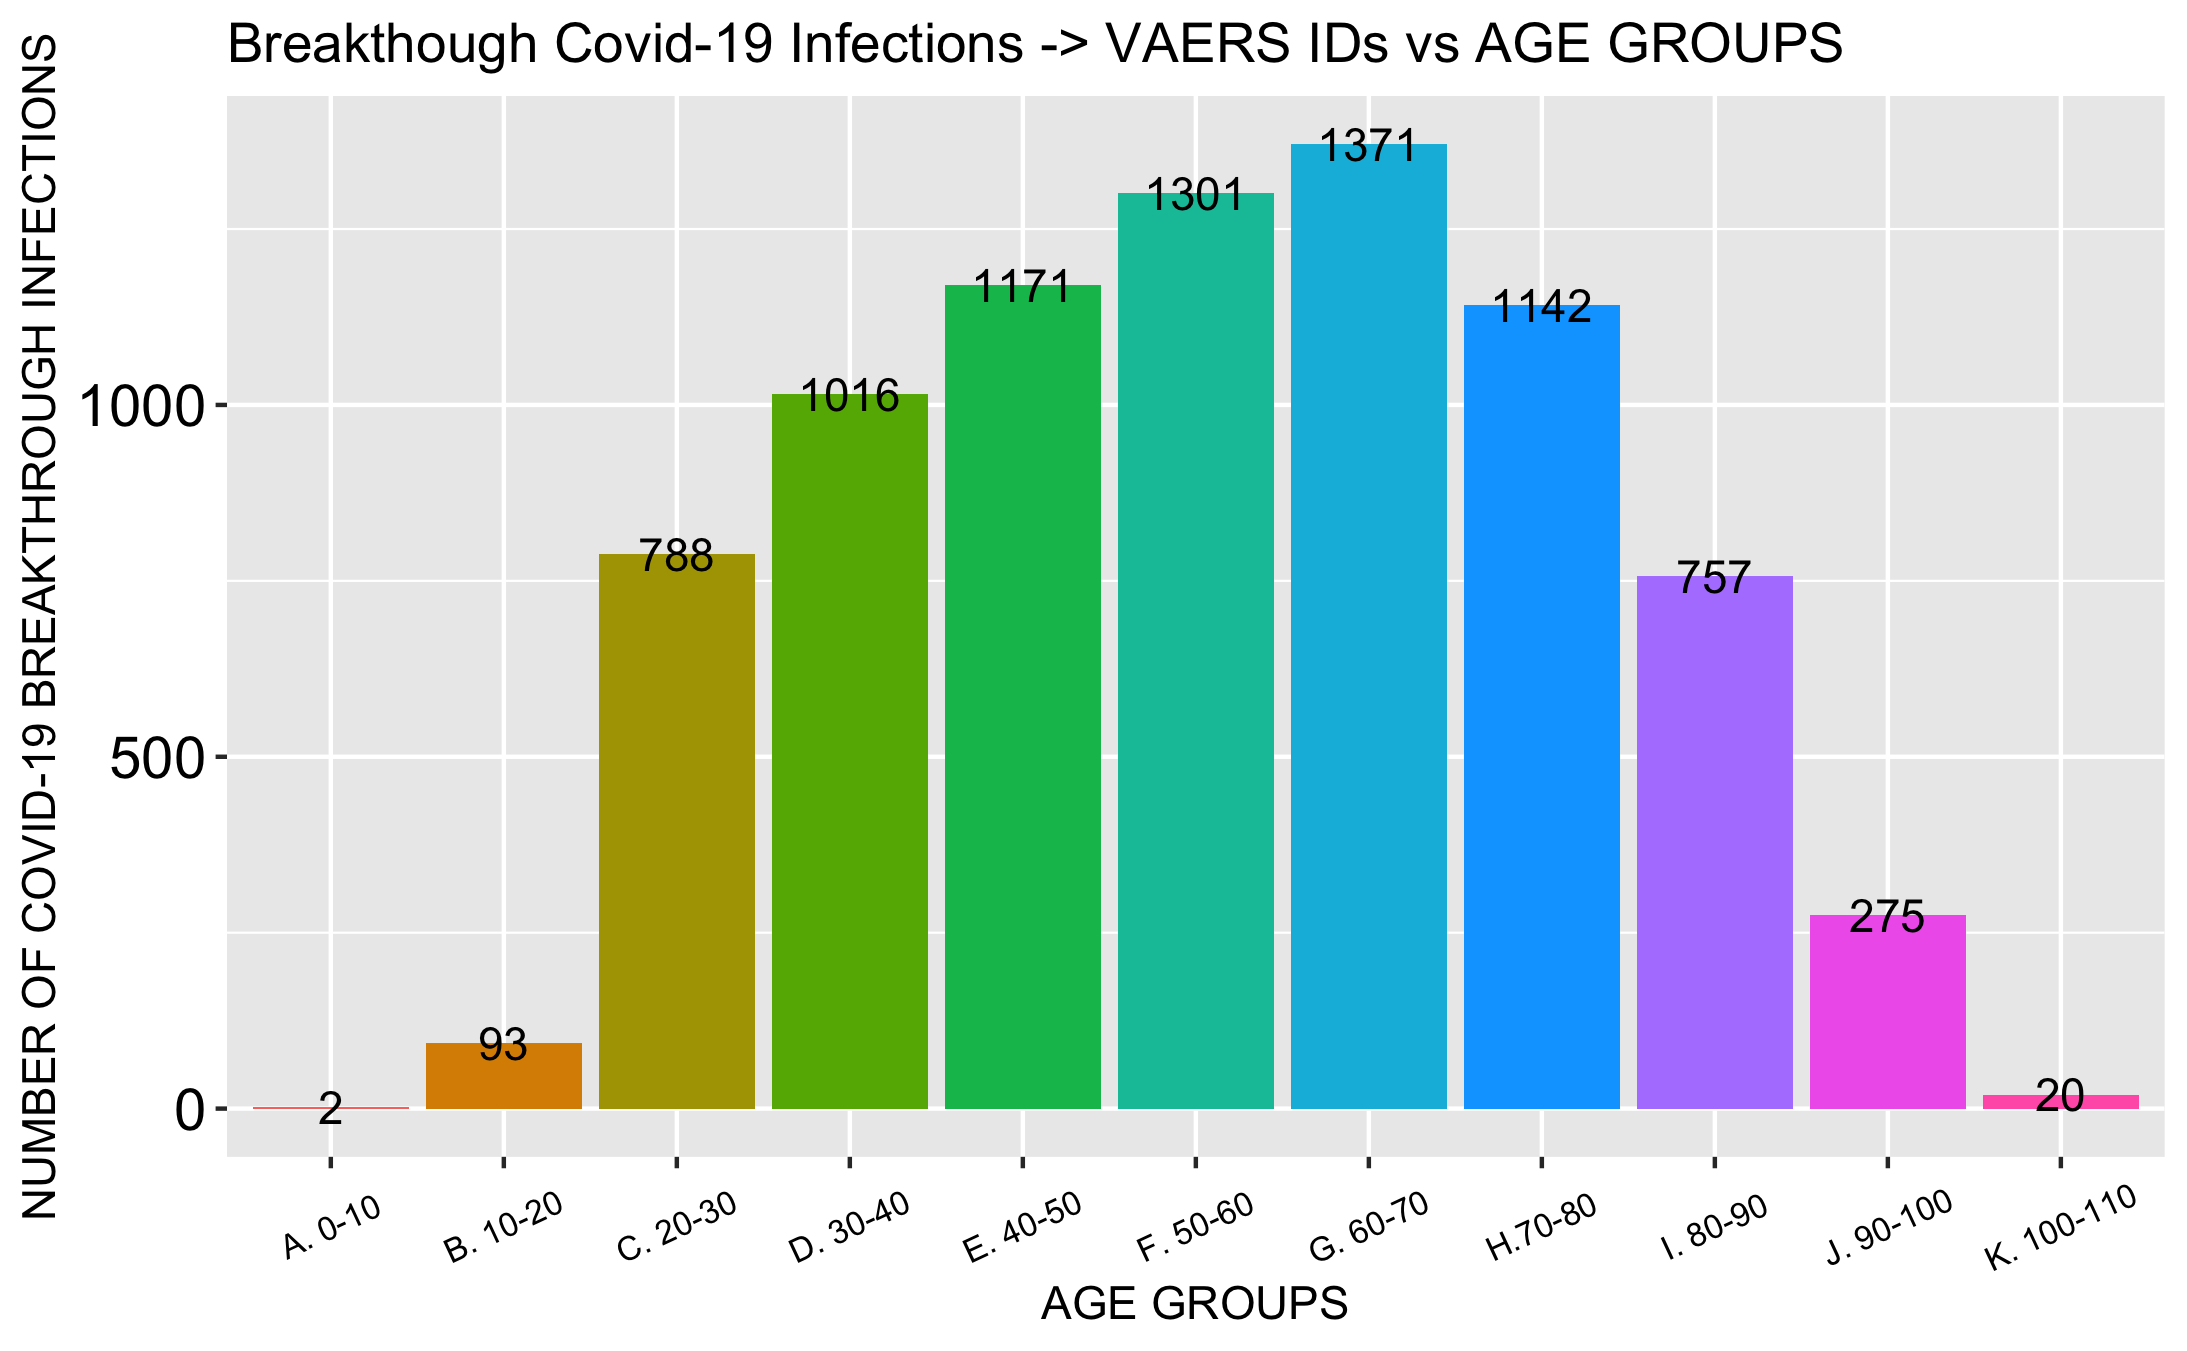 Breakthough Covid-19 Infections -> VAERS IDs vs AGE GROUPS
NUMBER OF COVID-19 BREAKTHROUGH INFECTIONS
1000
500
0
2
93
788
1016
1171
1301
1371
1142
757
275
20
A. 0-10
B. 10-20
C. 20-30
D. 30-40
E. 40-50
F. 50-60
G. 60-70
H.70-80
I. 80-90
J. 90-100
K. 100-110
AGE GROUPS